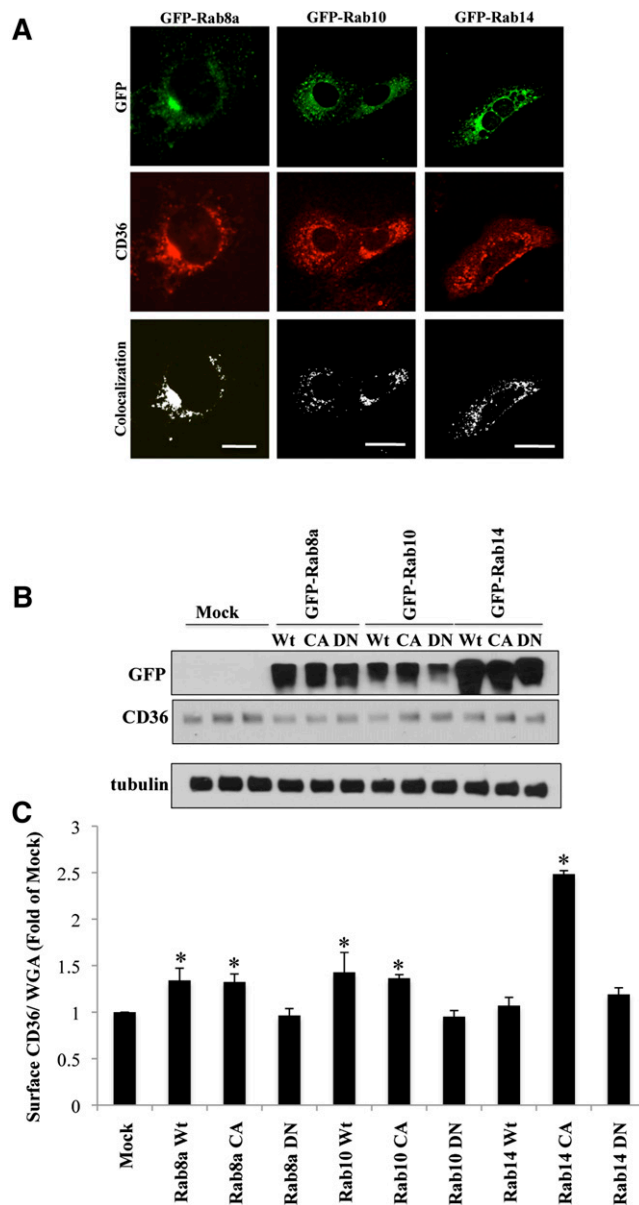 A
GFP-Rab8a GFP-Rab10 GFP-Rab14
GFP
CD36
Colocalization
B
Mock GFP-Rab8a GFP-Rab10 GFP-Rab14
Wt CA DN Wt CA DN Wt CA DN
GFP
CD36
tubulin
C
Surface CD36/ WGA (Fold of Mock)
3
2.5
2
1.5
1
0.5
0
* * * * *
Mock Rab8a Wt Rab8a CA Rab8a DN Rab10 Wt Rab10 CA Rab10 DN Rab14 Wt Rab14 CA Rab14 DN